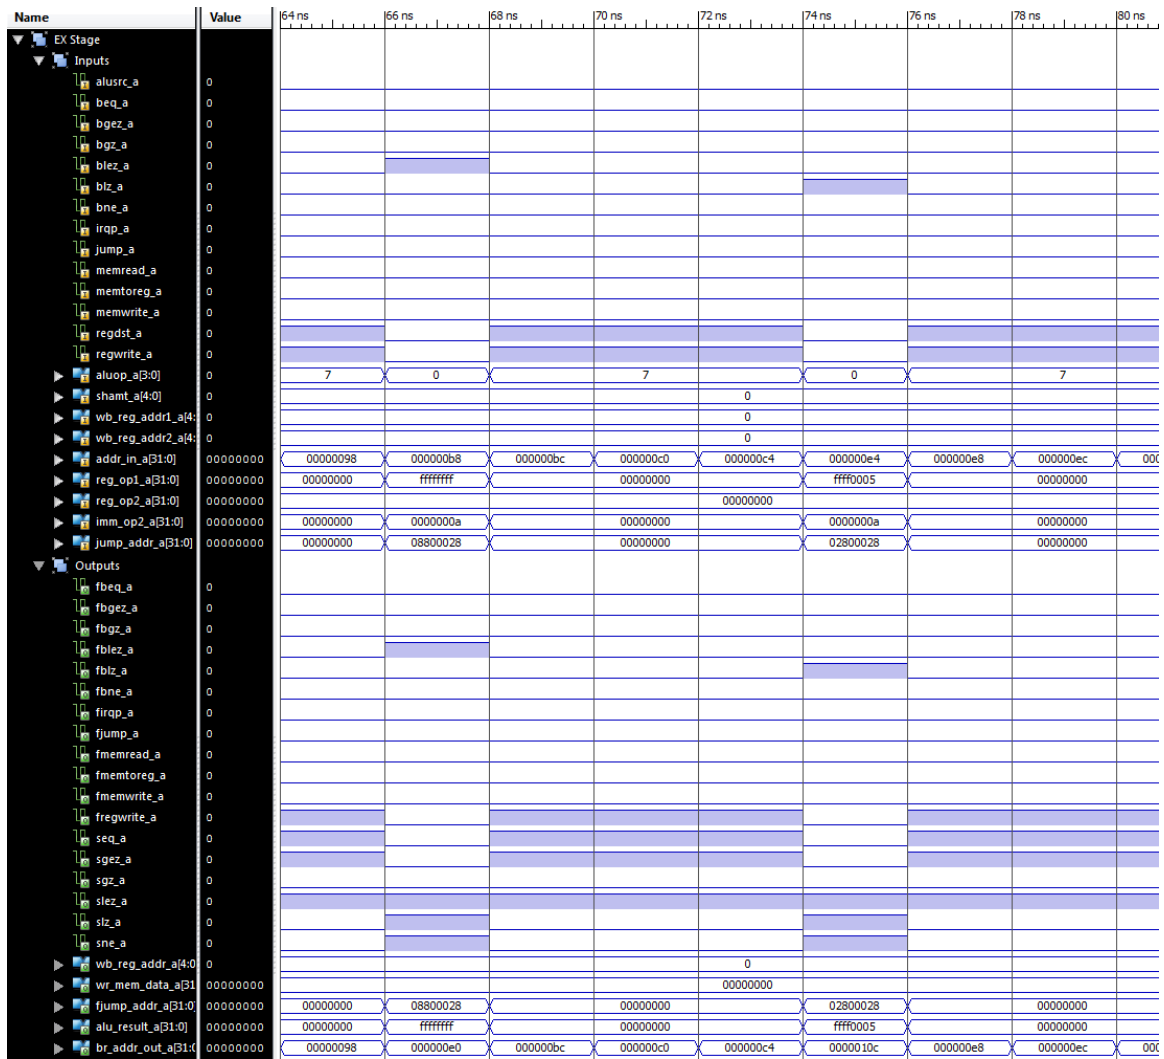 Name Value 64 ns 66 ns 68 ns 70 ns 72 ns 74 ns 76 ns 78 ns 80 ns
EX Stage
Inputs
alusrc_a 0
beq_a 0
bgez_a 0
bgz_a 0
blez_a 0
blz_a 0
bne_a 0
irqp_a 0
jump_a 0
memread_a 0
memtoreg_a 0
memwrite_a 0
regdst_a 0
regwrite_a 0
aluop_a[3:0] 0 7 0 7 0 7
shamt_a[4:0] 0 0
wb_reg_addr1_a[4: 0 0
wb_reg_addr2_a[4: 0 0
addr_in_a[31:0] 00000000 00000098 000000b8 000000bc 000000c0 000000c4 000000e4 000000e8 000000ec 000
reg_op1_a[31:0] 00000000 00000000 ffffffff 00000000 ffff0005 00000000
reg_op2_a[31:0] 00000000 00000000
imm_op2_a[31:0] 00000000 00000000 0000000a 00000000 0000000a 00000000
jump_addr_a[31:0] 00000000 00000000 08800028 00000000 02800028 00000000
Outputs
fbeq_a 0
fbgez_a 0
fbgz_a 0
fblez_a 0
fblz_a 0
fbne_a 0
firqp_a 0
fjump_a 0
fmemread_a 0
fmemtoreg_a 0
fmemwrite_a 0
fregwrite_a 0
seq_a 0
sgez_a 0
sgz_a 0
slez_a 0
slz_a 0
sne_a 0
wb_reg_addr_a[4:0 0 0
wr_mem_data_a[31 00000000 00000000
fjump_addr_a[31:0] 00000000 00000000 08800028 00000000 02800028 00000000
alu_result_a[31:0] 00000000 00000000 ffffffff 00000000 ffff0005 00000000
br_addr_out_a[31:( 00000000 00000098 000000e0 000000bc 000000c0 000000c4 0000010c 000000e8 000000ec 000